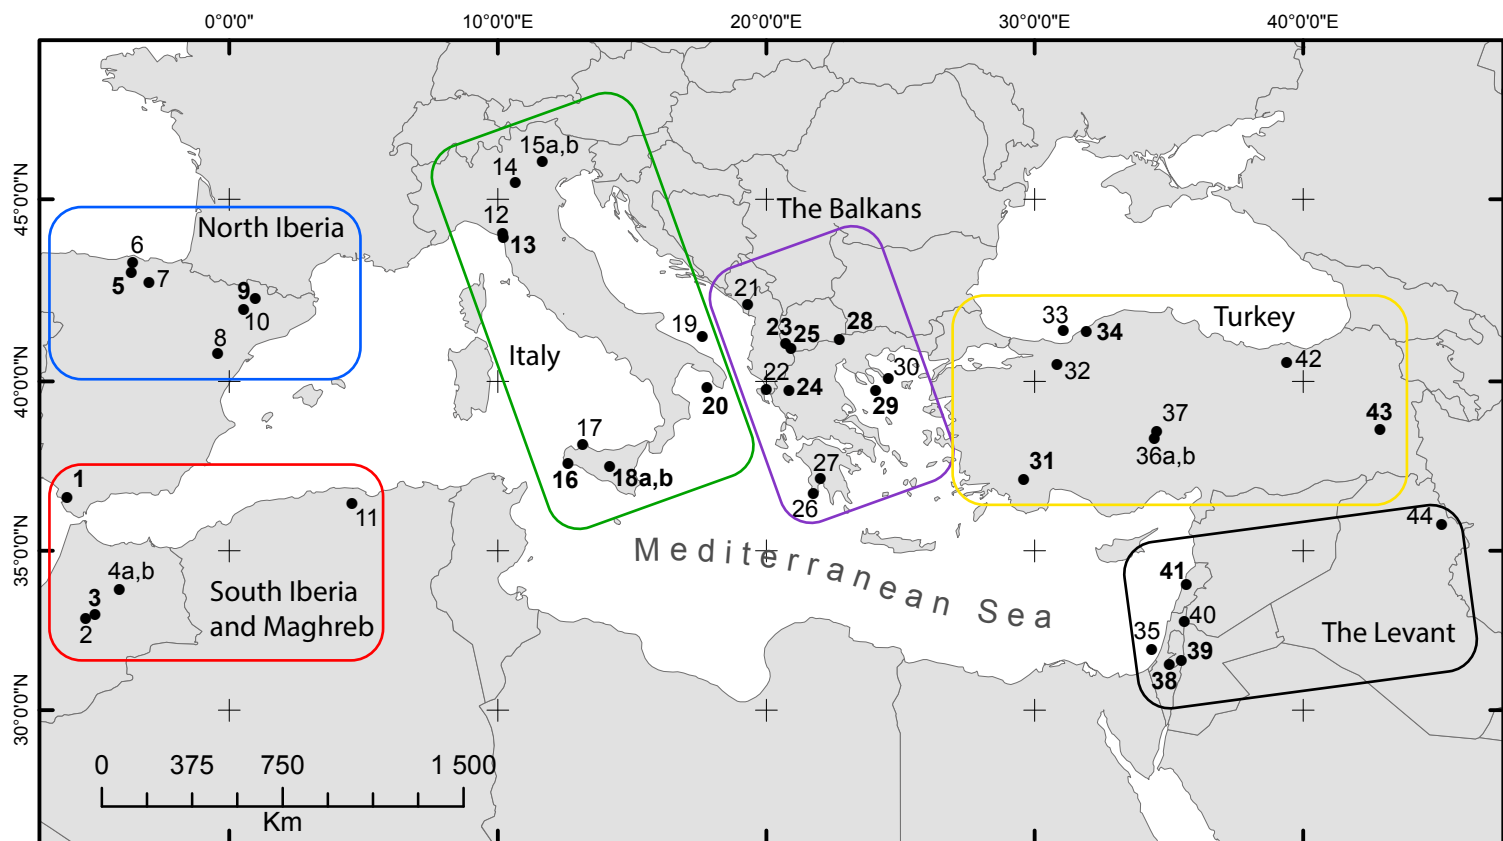 0°0'0"
10°0'0"E
20°0'0"E
30°0'0"E
40°0'0"E
45°0'0"N
40°0'0"N
35°0'0"N
30°0'0"N
North Iberia
6
5
7
9
10
8
15a,b
14
12
13
19
Italy
20
17
16
18a,b
The Balkans
21
23
25
28
22
24
30
29
27
26
Turkey
33
34
32
42
37
36a,b
43
31
1
11
4a,b
3
2
South Iberia
and Maghreb
Mediterranean Sea
44
41
40
35
39
38
The Levant
0 375 750 1 500
Km